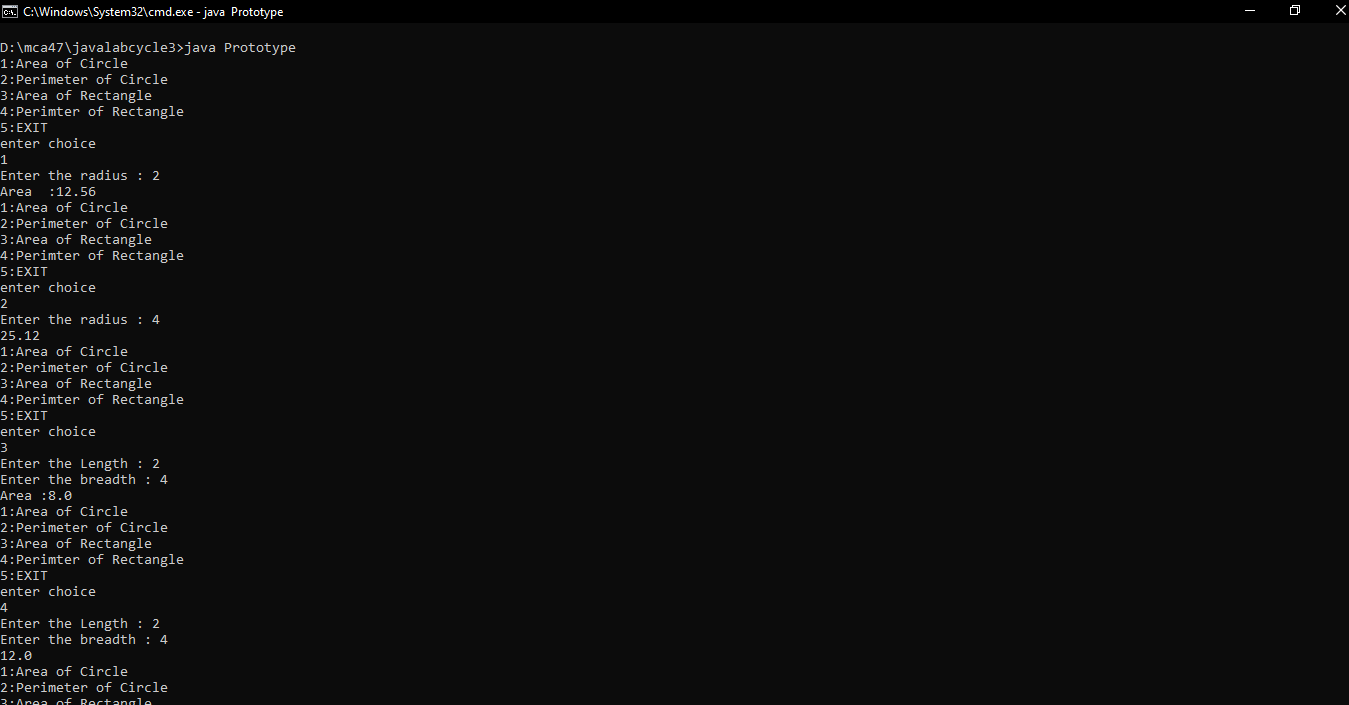 C:\Windows\System32\cmd.exe - java  Prototype
D:\mca47\javalabcycle3>java Prototype
1:Area of Circle
2:Perimeter of Circle
3:Area of Rectangle
4:Perimter of Rectangle
5:EXIT
enter choice
1
Enter the radius : 2
Area  :12.56
1:Area of Circle
2:Perimeter of Circle
3:Area of Rectangle
4:Perimter of Rectangle
5:EXIT
enter choice
2
Enter the radius : 4
25.12
1:Area of Circle
2:Perimeter of Circle
3:Area of Rectangle
4:Perimter of Rectangle
5:EXIT
enter choice
3
Enter the Length : 2
Enter the breadth : 4
Area :8.0
1:Area of Circle
2:Perimeter of Circle
3:Area of Rectangle
4:Perimter of Rectangle
5:EXIT
enter choice
4
Enter the Length : 2
Enter the breadth : 4
12.0
1:Area of Circle
2:Perimeter of Circle
3:Area of Rectangle